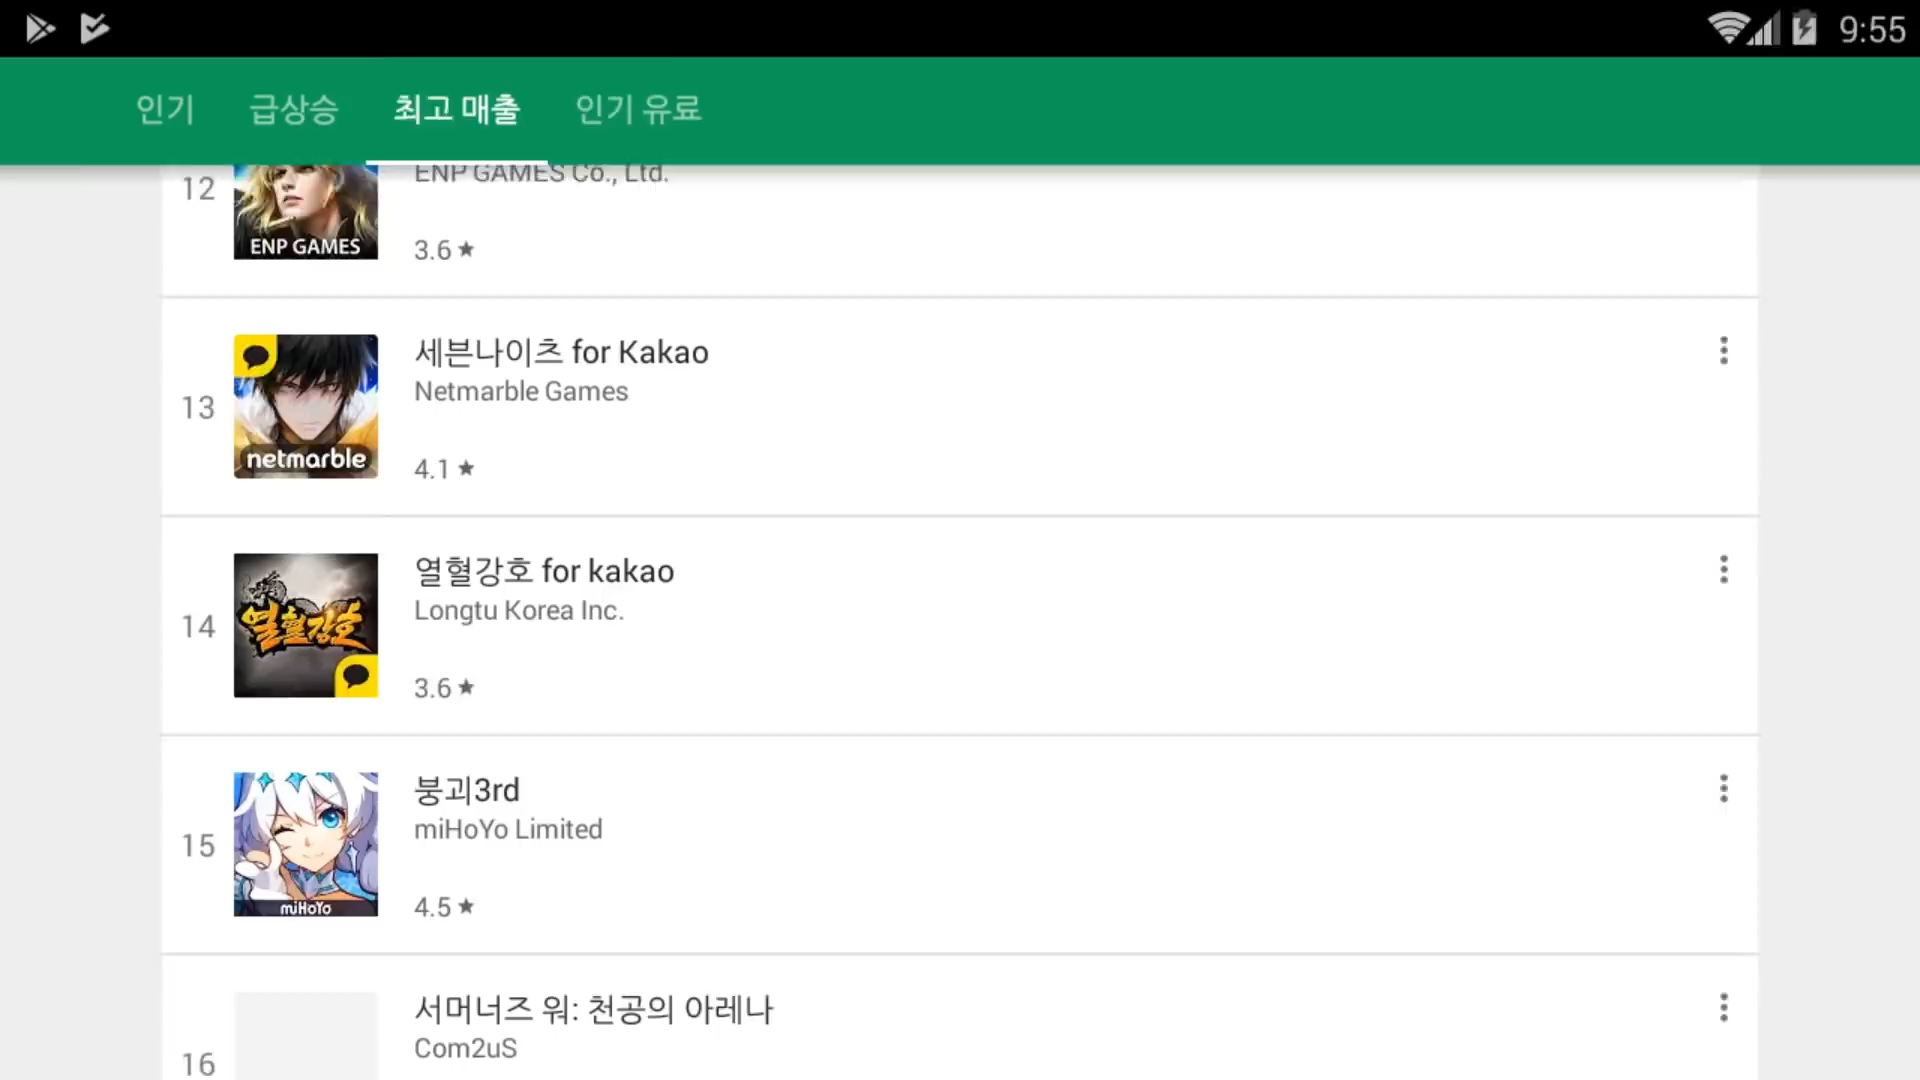 9:55
인기 급상승 최고 매출 인기 유료
12
ENP GAMES Co., Ltd.
ENP GAMES
3.6 ★
13
세븐나이츠 for Kakao
Netmarble Games
netmarble
4.1 ★
14
열혈강호 for kakao
Longtu Korea Inc.
열혈강호
3.6 ★
15
붕괴3rd
miHoYo Limited
miHoYo
4.5 ★
16
서머너즈 워: 천공의 아레나
Com2uS